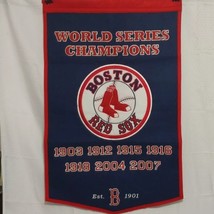 WORLD SERIES
CHAMPIONS
BOSTON
RED SOX
1903 1912 1915 1916
1918 2004 2007
Est. B 1901